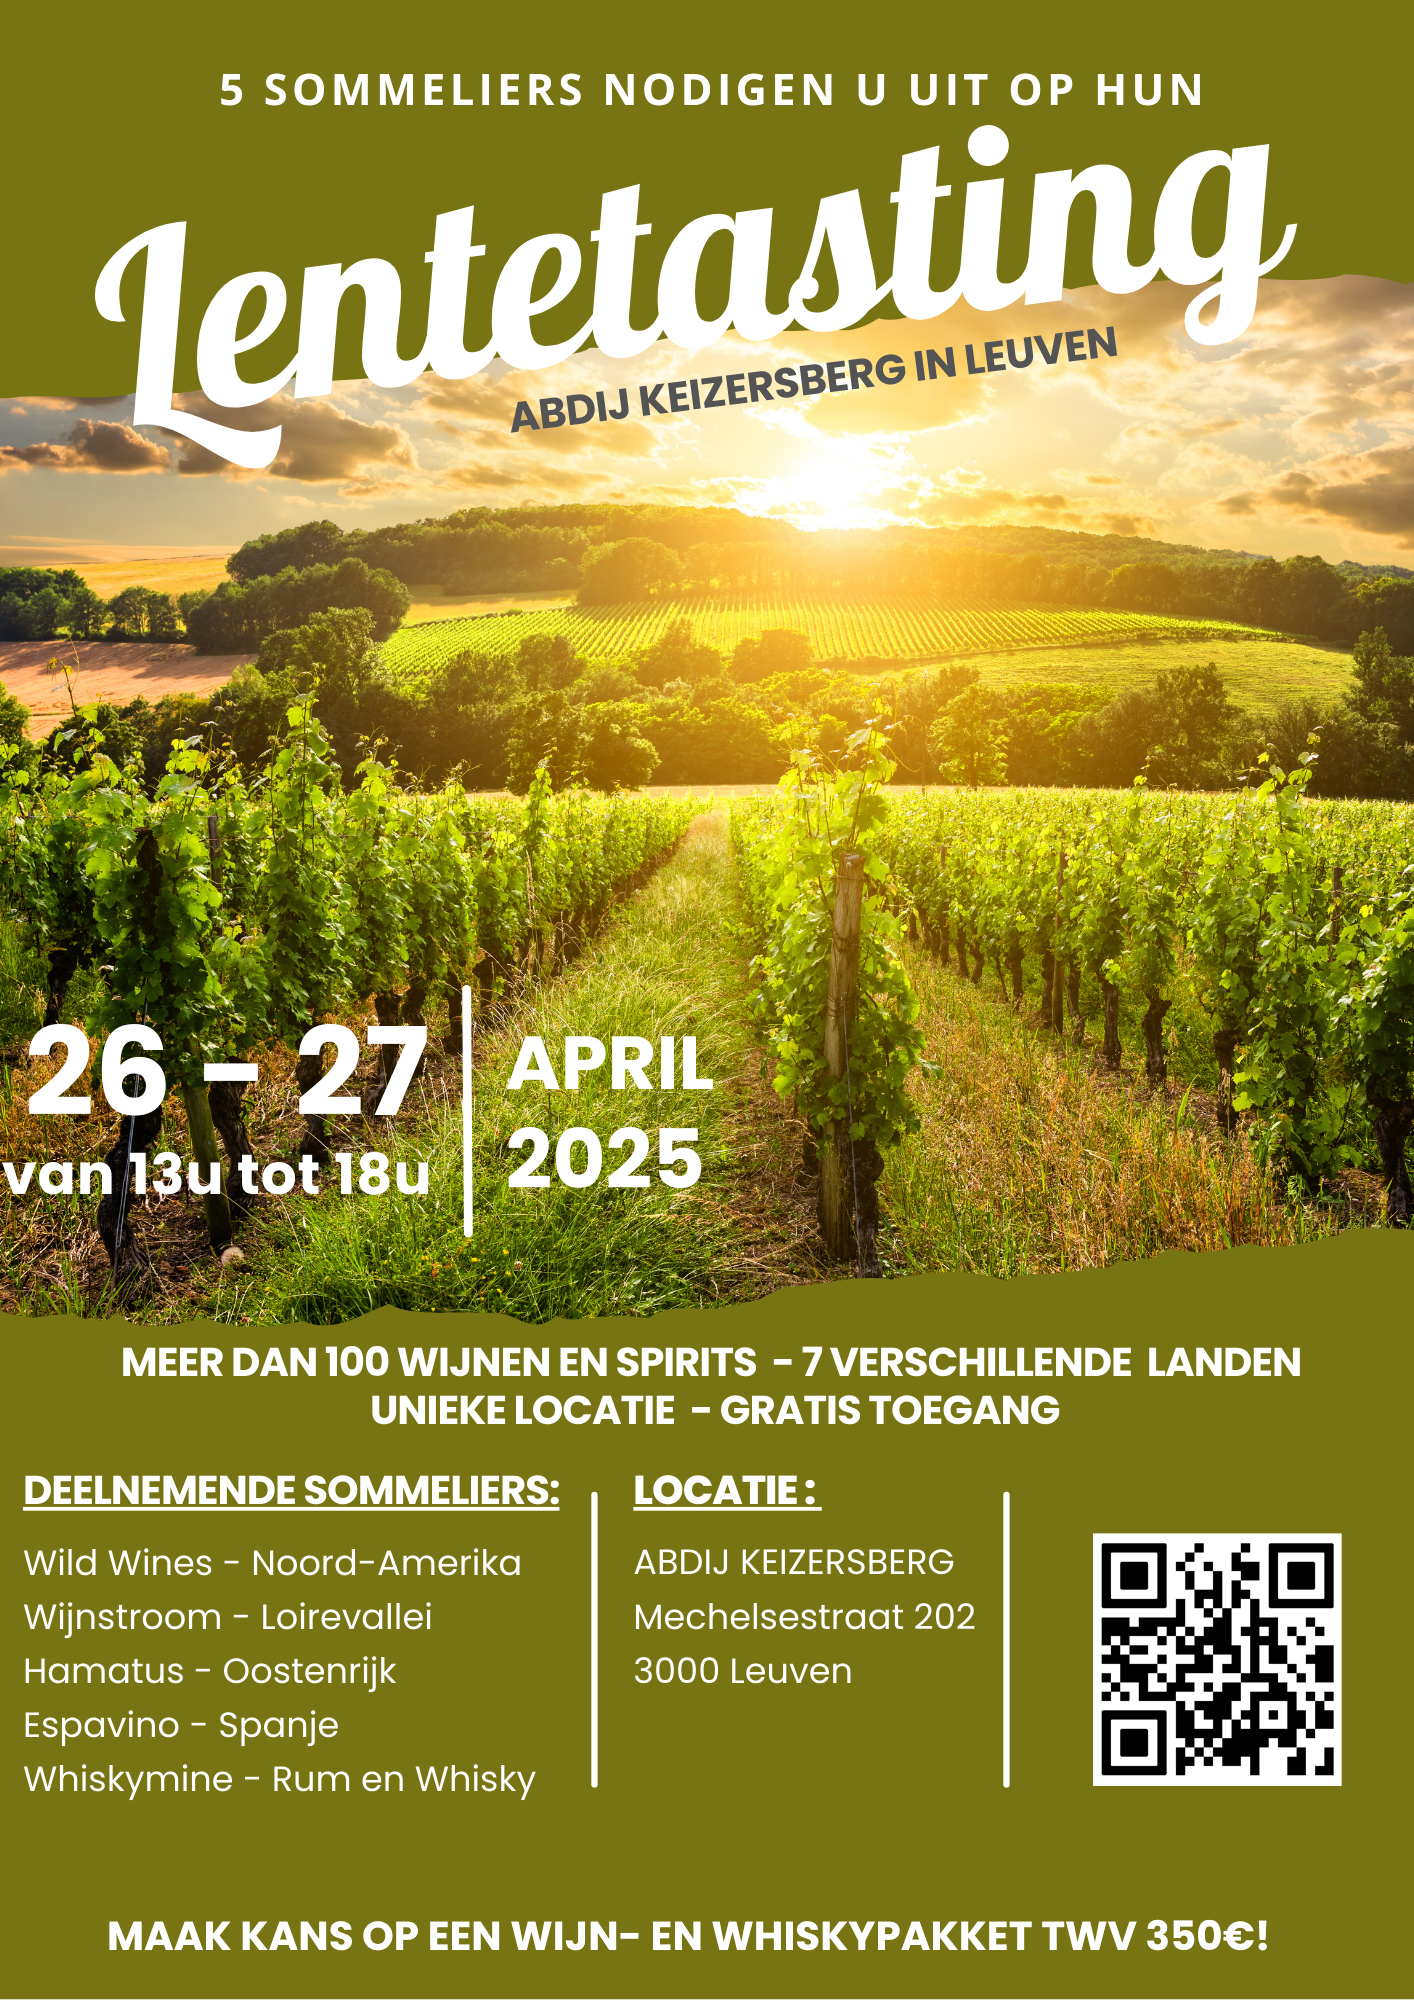 5 SOMMELIERS NODIGEN U UIT OP HUN
Lentetasting
ABDIJ KEIZERSBERG IN LEUVEN
26 - 27
van 13u tot 18u
APRIL
2025
MEER DAN 100 WIJNEN EN SPIRITS - 7 VERSCHILLENDE LANDEN
UNIEKE LOCATIE - GRATIS TOEGANG
DEELNEMENDE SOMMELIERS:
Wild Wines - Noord-Amerika
Wijnstroom - Loirevallei
Hamatus - Oostenrijk
Espavino - Spanje
Whiskymine - Rum en Whisky
LOCATIE :
ABDIJ KEIZERSBERG
Mechelsestraat 202
3000 Leuven
MAAK KANS OP EEN WIJN- EN WHISKYPAKKET TWV 350€!